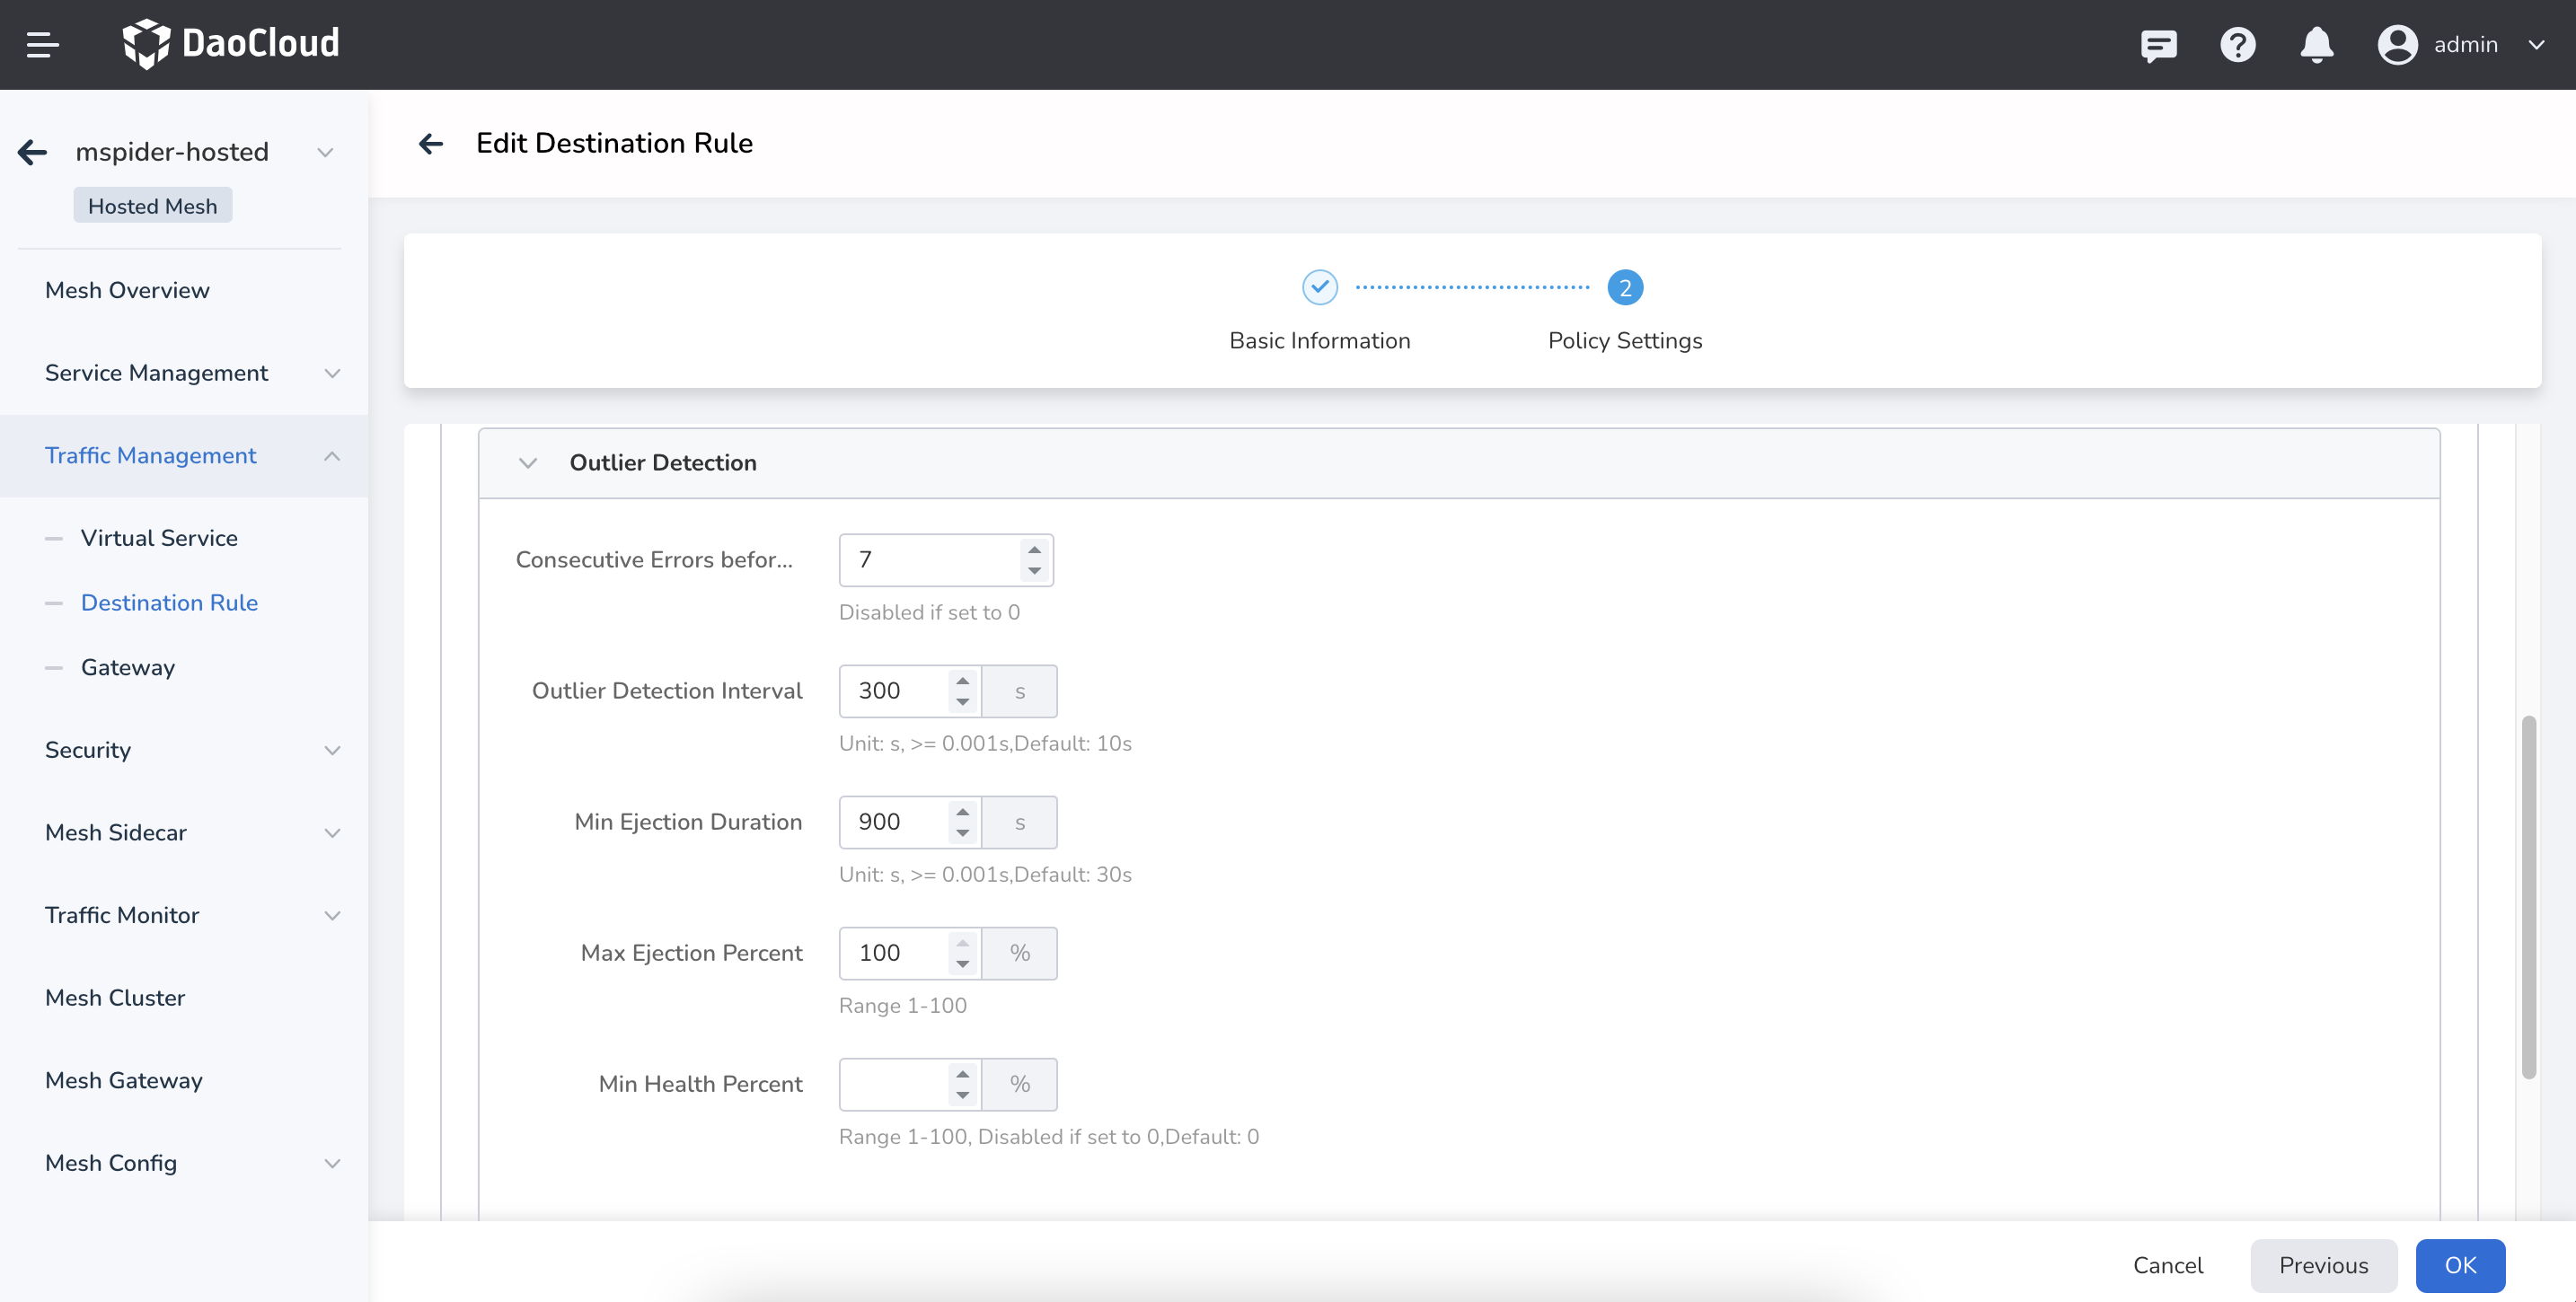 DaoCloud
admin
mspider-hosted
Hosted Mesh
Mesh Overview
Service Management
Traffic Management
Virtual Service
Destination Rule
Gateway
Security
Mesh Sidecar
Traffic Monitor
Mesh Cluster
Mesh Gateway
Mesh Config
Edit Destination Rule
2
Basic Information
Policy Settings
Outlier Detection
Consecutive Errors befor... 7
Disabled if set to 0
Outlier Detection Interval 300 s
Unit: s, >= 0.001s,Default: 10s
Min Ejection Duration 900 s
Unit: s, >= 0.001s,Default: 30s
Max Ejection Percent 100 %
Range 1-100
Min Health Percent %
Range 1-100, Disabled if set to 0,Default: 0
Cancel
Previous
OK